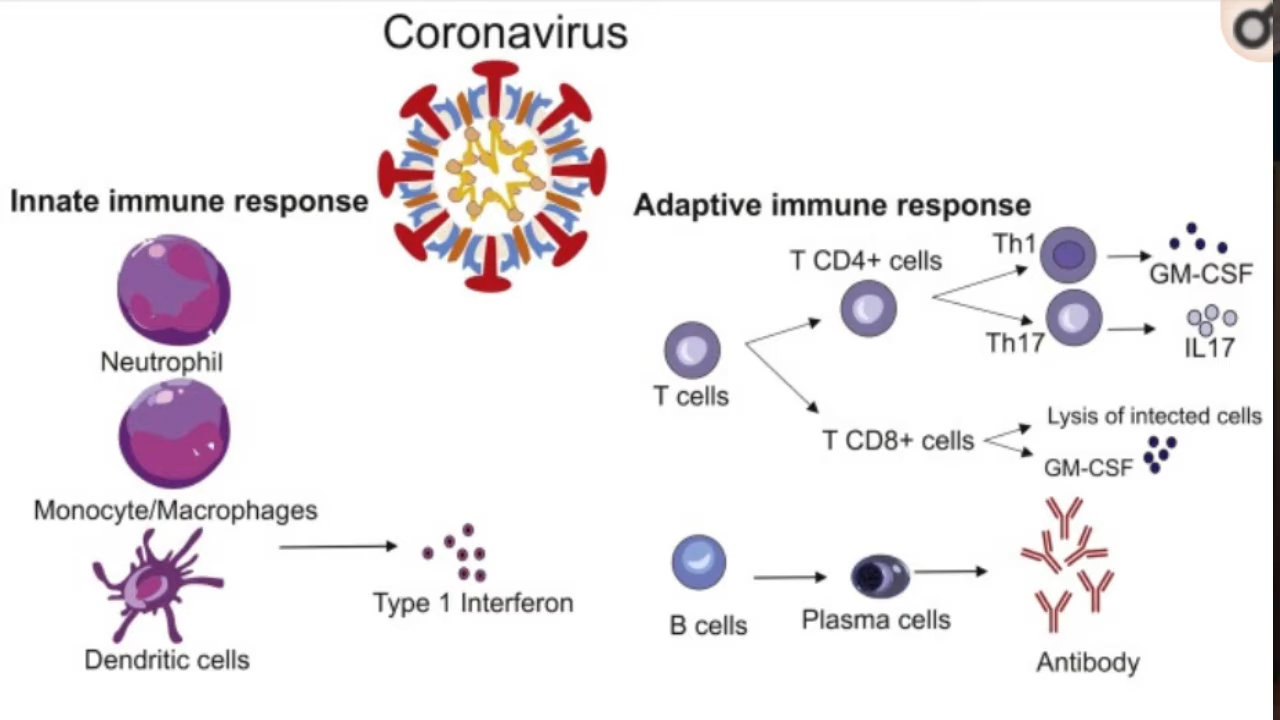 Coronavirus
Innate immune response
Neutrophil
Monocyte/Macrophages
Dendritic cells
Type 1 Interferon
Adaptive immune response
T cells
T CD4+ cells
Th1
GM-CSF
Th17
IL17
T CD8+ cells
Lysis of intected cells
GM-CSF
B cells
Plasma cells
Antibody